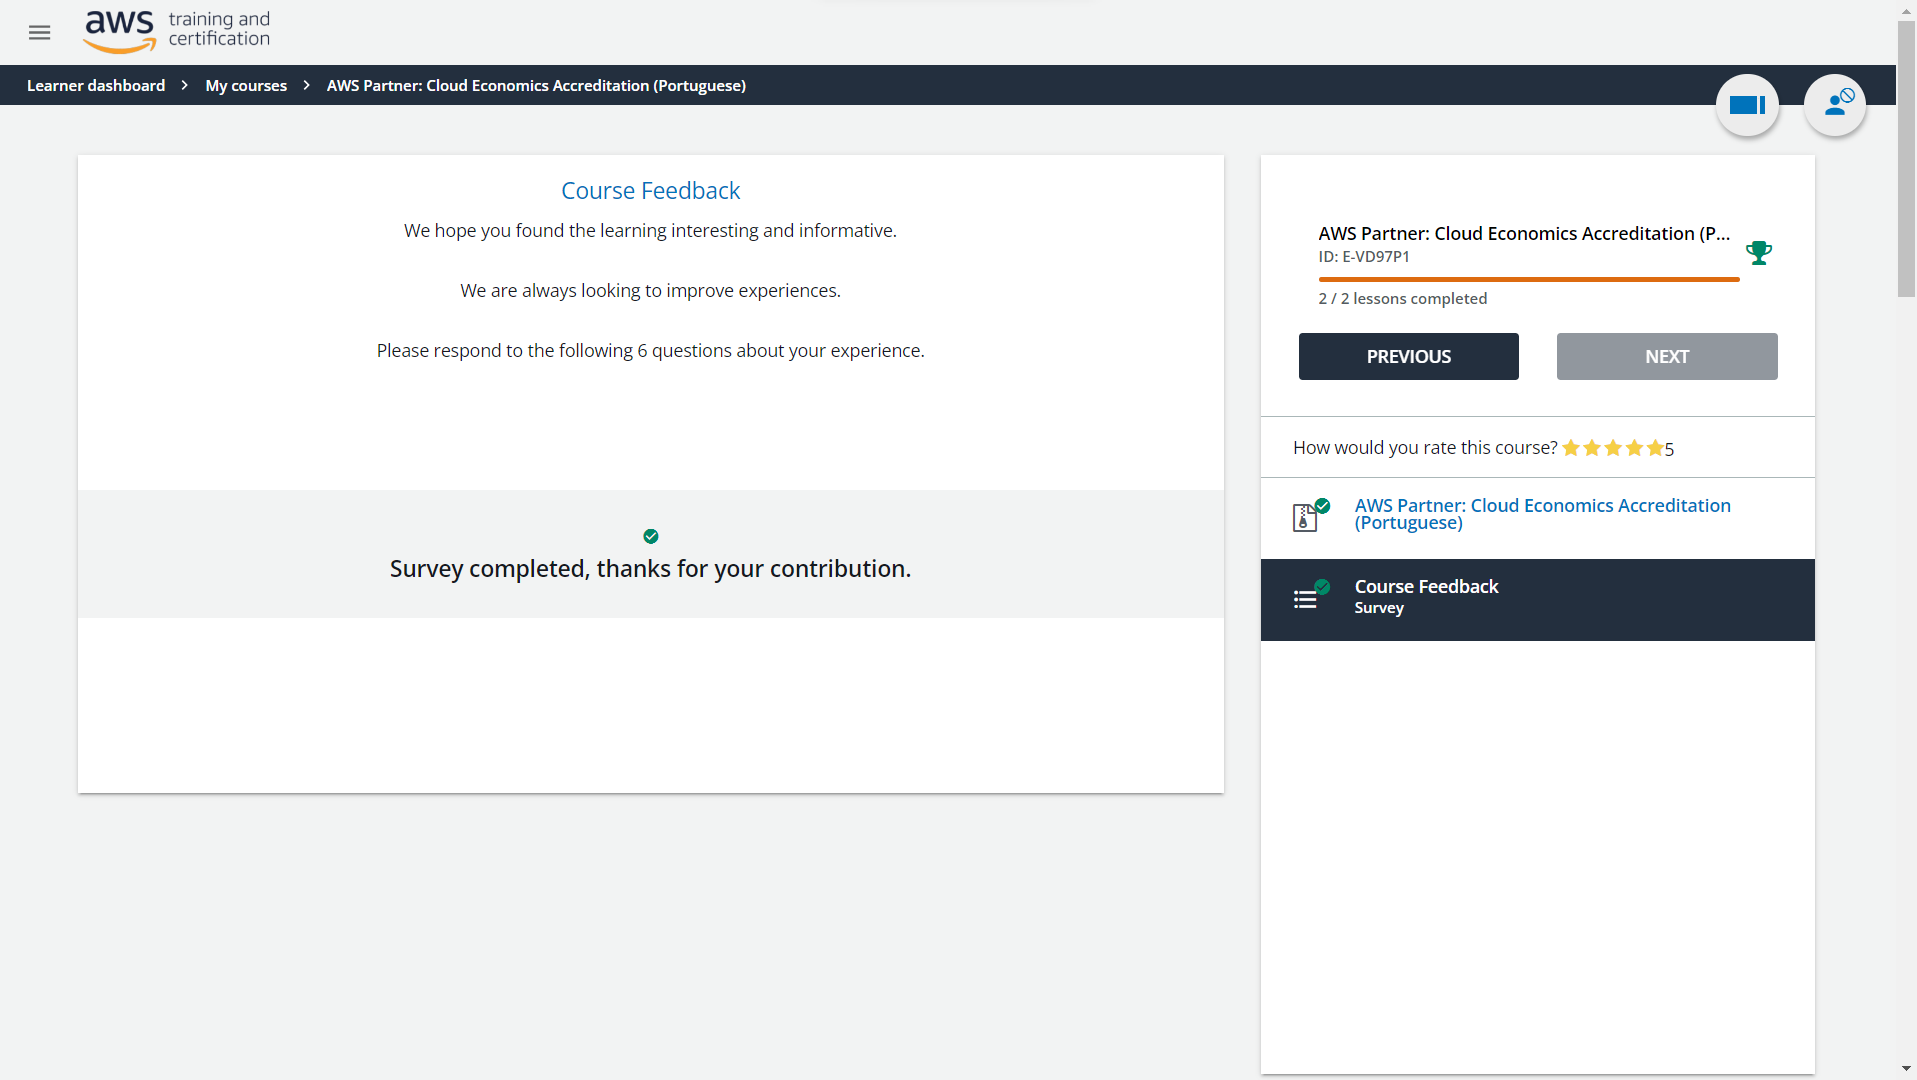 aws training and
certification
Learner dashboard > My courses > AWS Partner: Cloud Economics Accreditation (Portuguese)
Course Feedback
We hope you found the learning interesting and informative.
We are always looking to improve experiences.
Please respond to the following 6 questions about your experience.
Survey completed, thanks for your contribution.
AWS Partner: Cloud Economics Accreditation (P...
ID: E-VD97P1
2 / 2 lessons completed
PREVIOUS
NEXT
How would you rate this course? 5
AWS Partner: Cloud Economics Accreditation
(Portuguese)
Course Feedback
Survey